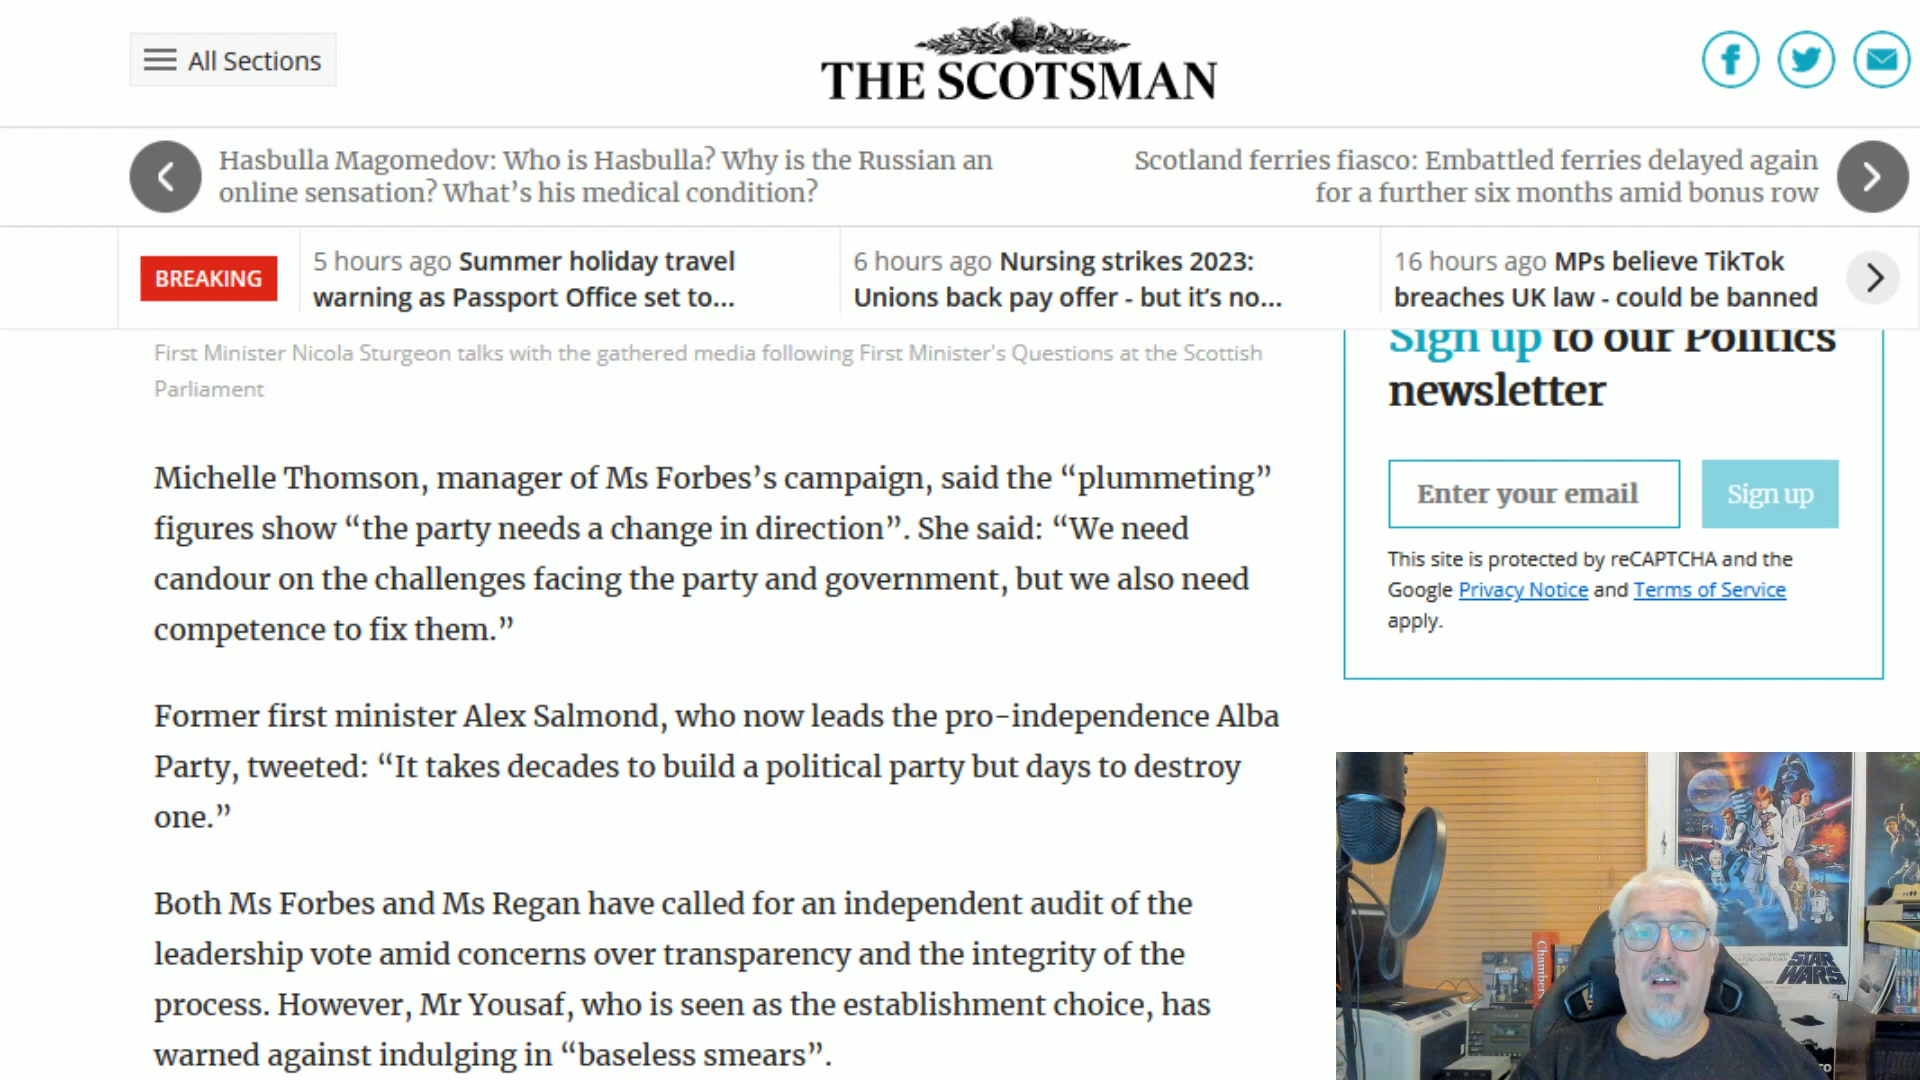 All Sections
THE SCOTSMAN
Hasbulla Magomedov: Who is Hasbulla? Why is the Russian an
online sensation? What’s his medical condition?
Scotland ferries fiasco: Embattled ferries delayed again
for a further six months amid bonus row
BREAKING
5 hours ago Summer holiday travel
warning as Passport Office set to...
6 hours ago Nursing strikes 2023:
Unions back pay offer - but it’s no...
16 hours ago MPs believe TikTok
breaches UK law - could be banned
First Minister Nicola Sturgeon talks with the gathered media following First Minister's Questions at the Scottish
Parliament
Michelle Thomson, manager of Ms Forbes’s campaign, said the “plummeting”
figures show “the party needs a change in direction”. She said: “We need
candour on the challenges facing the party and government, but we also need
competence to fix them.”
Former first minister Alex Salmond, who now leads the pro-independence Alba
Party, tweeted: “It takes decades to build a political party but days to destroy
one.”
Both Ms Forbes and Ms Regan have called for an independent audit of the
leadership vote amid concerns over transparency and the integrity of the
process. However, Mr Yousaf, who is seen as the establishment choice, has
warned against indulging in “baseless smears”.
Sign up to our Politics
newsletter
Enter your email
Sign up
This site is protected by reCAPTCHA and the
Google Privacy Notice and Terms of Service
apply.
Chambers
STAR
WARS